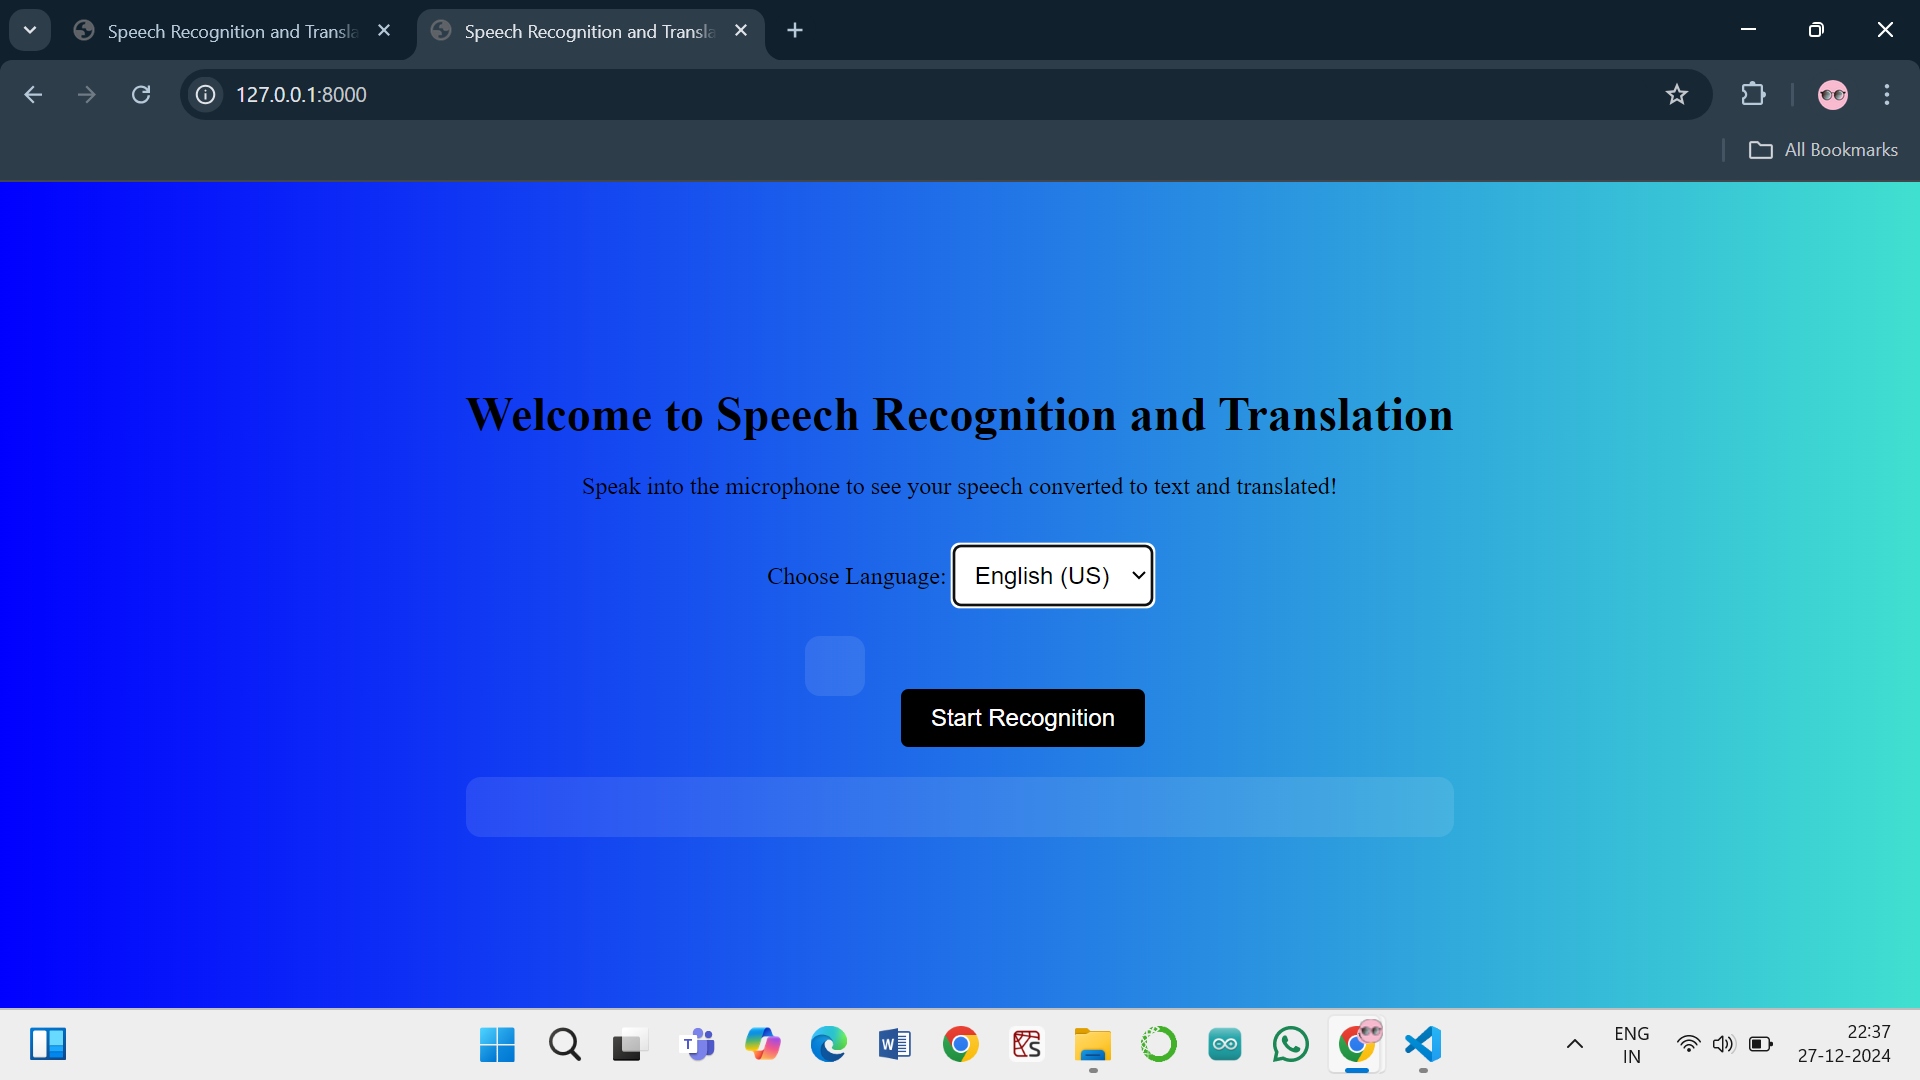 Speech Recognition and Transla
Speech Recognition and Transla
127.0.0.1:8000
All Bookmarks
Welcome to Speech Recognition and Translation
Speak into the microphone to see your speech converted to text and translated!
Choose Language: English (US)
Start Recognition
ENG
IN
22:37
27-12-2024